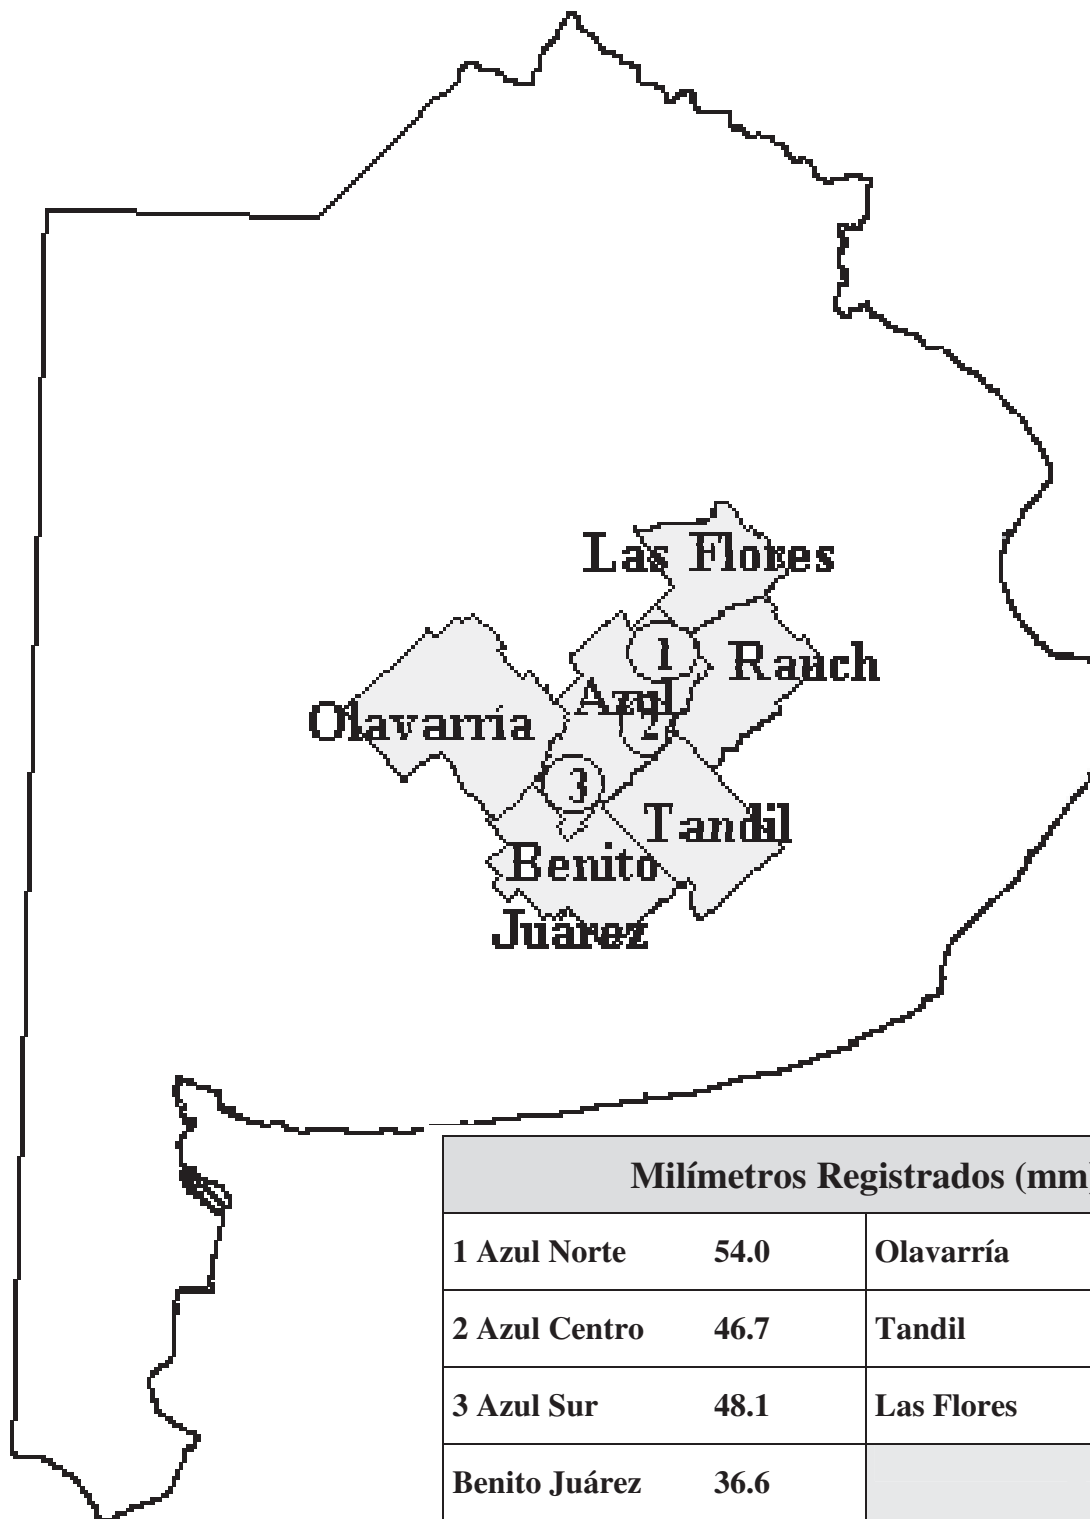 Las Flores
1
Rauch
Azul
Olavarría
2
3
Tandil
Benito
Juárez
Milímetros Registrados (mm)
1 Azul Norte 54.0 Olavarría
2 Azul Centro 46.7 Tandil
3 Azul Sur 48.1 Las Flores
Benito Juárez 36.6